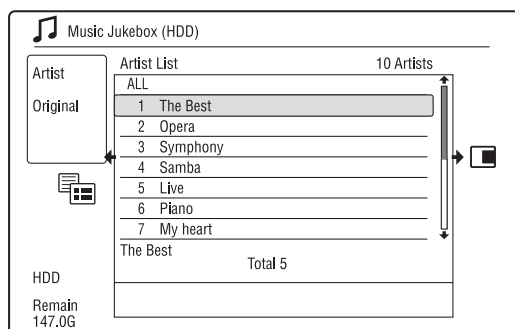 Music Jukebox (HDD)
Artist
Original
Artist List 10 Artists
ALL
1 The Best
2 Opera
3 Symphony
4 Samba
5 Live
6 Piano
7 My heart
The Best
Total 5
HDD
Remain
147.0G